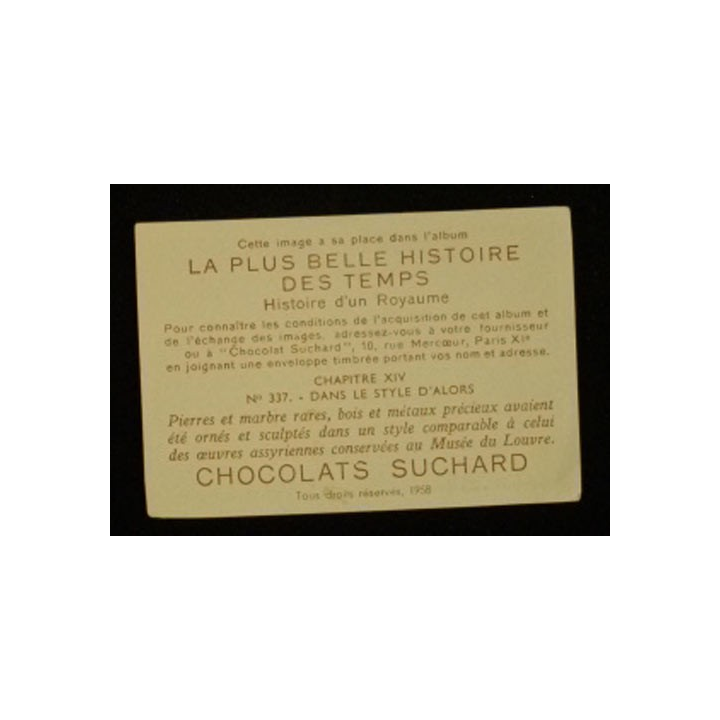 Cette image a sa place dans l'album
LA PLUS BELLE HISTOIRE
DES TEMPS
Histoire d'un Royaume
Pour connaître les conditions de l'acquisition de cet album et
de l'échange des images, adressez-vous à votre fournisseur
ou à "Chocolat Suchard", 10, rue Mercœur, Paris XIe
en joignant une enveloppe timbrée portant vos nom et adresse.
CHAPITRE XIV
No 337. - DANS LE STYLE D'ALORS
Pierres et marbre rares, bois et métaux précieux avaient
été ornés et sculptés dans un style comparable à celui
des œuvres assyriennes conservées au Musée du Louvre.
CHOCOLATS SUCHARD
Tous droits réservés, 1958